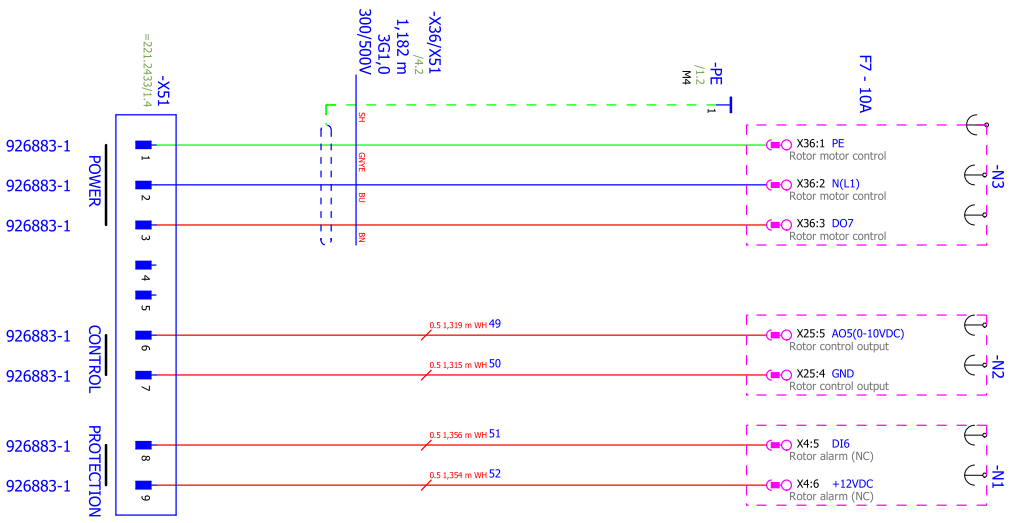 =221.2433/1.4
-X51
-X36/X51
/4.2
1,182 m
3G1,0
300/500V
-PE
/1.2
M4
1
F7 - 10A
SH
GNYE
BU
BN
926883-1
926883-1
926883-1
POWER
1
2
3
4
5
X36:1 PE
Rotor motor control
X36:2 N(L1)
Rotor motor control
X36:3 DO7
Rotor motor control
-N3
926883-1
926883-1
CONTROL
6
7
0.5 1,319 m WH 49
0.5 1,315 m WH 50
X25:5 AO5(0-10VDC)
Rotor control output
X25:4 GND
Rotor control output
-N2
926883-1
926883-1
PROTECTION
8
9
0.5 1,356 m WH 51
0.5 1,354 m WH 52
X4:5 DI6
Rotor alarm (NC)
X4:6 +12VDC
Rotor alarm (NC)
-N1